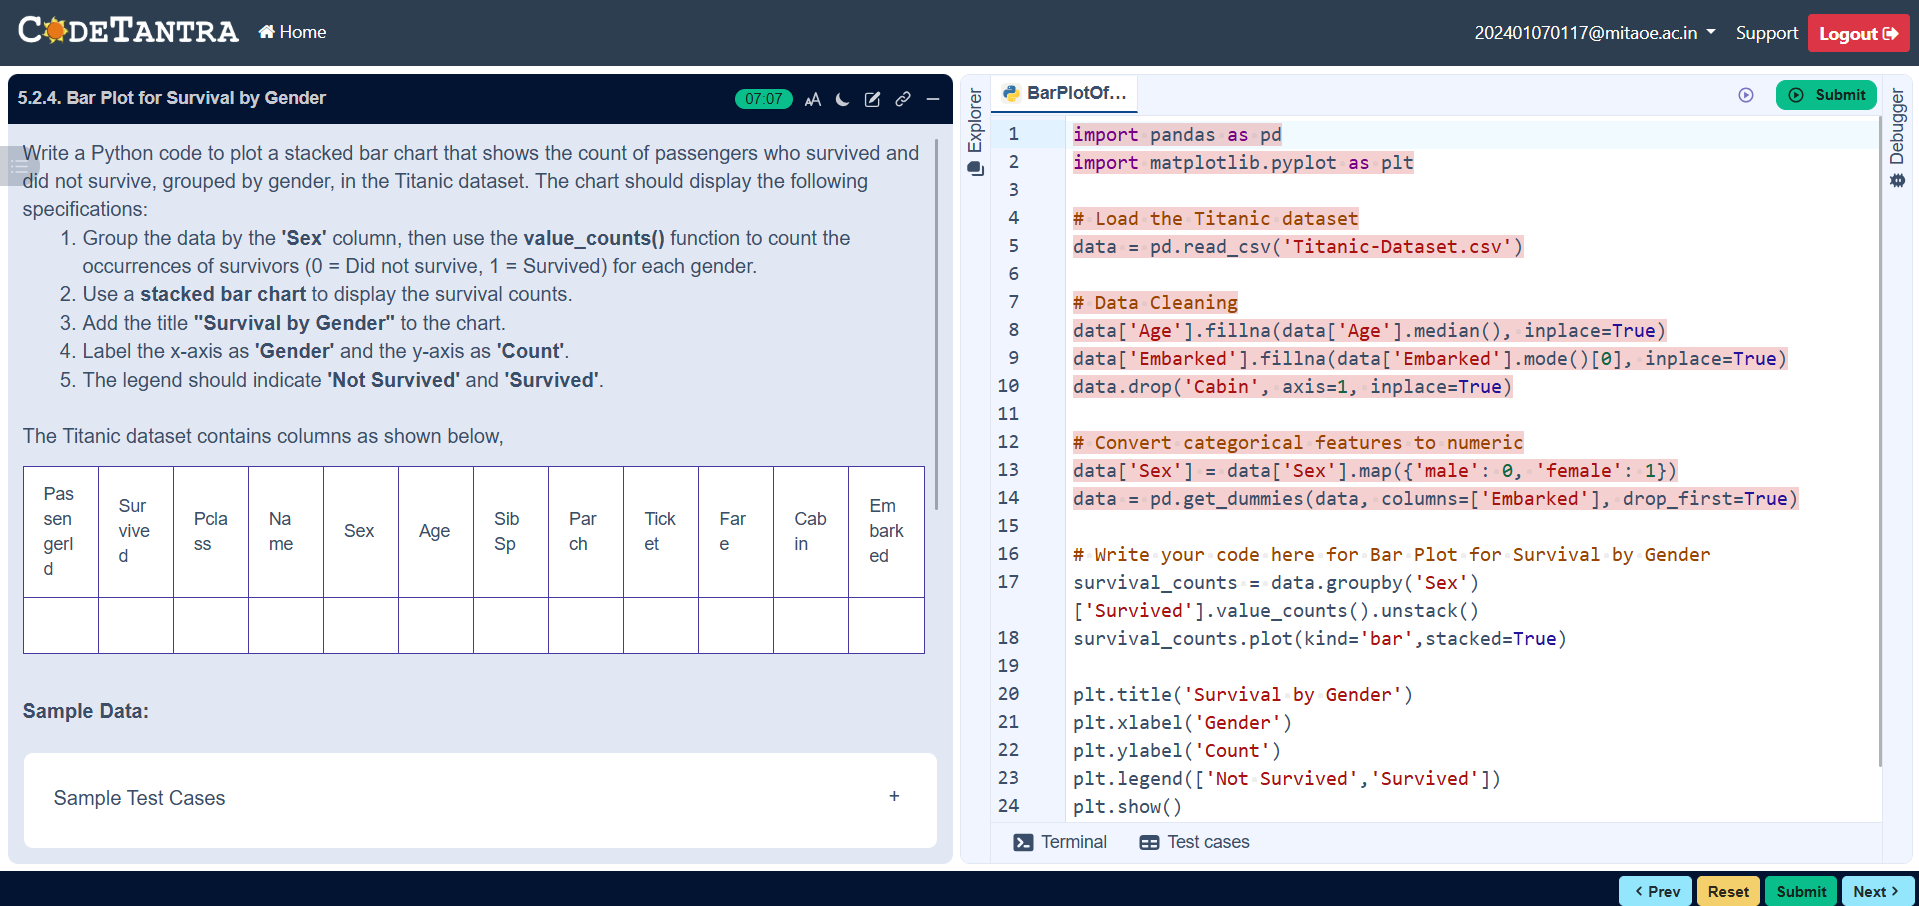 CODETANTRA Home 202401070117@mitaoe.ac.in Support Logout
5.2.4. Bar Plot for Survival by Gender 07:07 AA
Write a Python code to plot a stacked bar chart that shows the count of passengers who survived and
did not survive, grouped by gender, in the Titanic dataset. The chart should display the following
specifications:
1. Group the data by the 'Sex' column, then use the value_counts() function to count the
occurrences of survivors (0 = Did not survive, 1 = Survived) for each gender.
2. Use a stacked bar chart to display the survival counts.
3. Add the title "Survival by Gender" to the chart.
4. Label the x-axis as 'Gender' and the y-axis as 'Count'.
5. The legend should indicate 'Not Survived' and 'Survived'.
The Titanic dataset contains columns as shown below,
Pas
sen
gerI
d
Sur
vive
d
Pcla
ss
Na
me
Sex
Age
Sib
Sp
Par
ch
Tick
et
Far
e
Cab
in
Em
bark
ed
Sample Data:
Sample Test Cases +
Explorer
BarPlotOf... Submit
Debugger
1 import pandas as pd
2 import matplotlib.pyplot as plt
3
4 # Load the Titanic dataset
5 data = pd.read_csv('Titanic-Dataset.csv')
6
7 # Data Cleaning
8 data['Age'].fillna(data['Age'].median(), inplace=True)
9 data['Embarked'].fillna(data['Embarked'].mode()[0], inplace=True)
10 data.drop('Cabin', axis=1, inplace=True)
11
12 # Convert categorical features to numeric
13 data['Sex'] = data['Sex'].map({'male': 0, 'female': 1})
14 data = pd.get_dummies(data, columns=['Embarked'], drop_first=True)
15
16 # Write your code here for Bar Plot for Survival by Gender
17 survival_counts = data.groupby('Sex')
['Survived'].value_counts().unstack()
18 survival_counts.plot(kind='bar',stacked=True)
19
20 plt.title('Survival by Gender')
21 plt.xlabel('Gender')
22 plt.ylabel('Count')
23 plt.legend(['Not Survived','Survived'])
24 plt.show()
Terminal Test cases
< Prev Reset Submit Next >